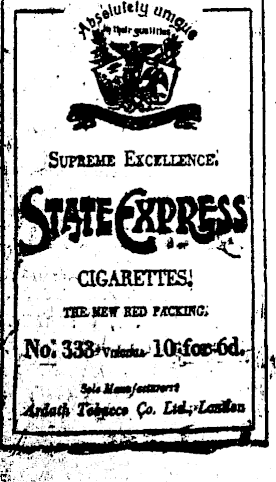 Absolutely unique
in their qualities
SUPREME EXCELLENCE.
STATE EXPRESS
CIGARETTES.
THE NEW RED PACKING.
No. 333 Virginia 10 for 6d.
Sole Manufacturers
Ardath Tobacco Co. Ltd., London